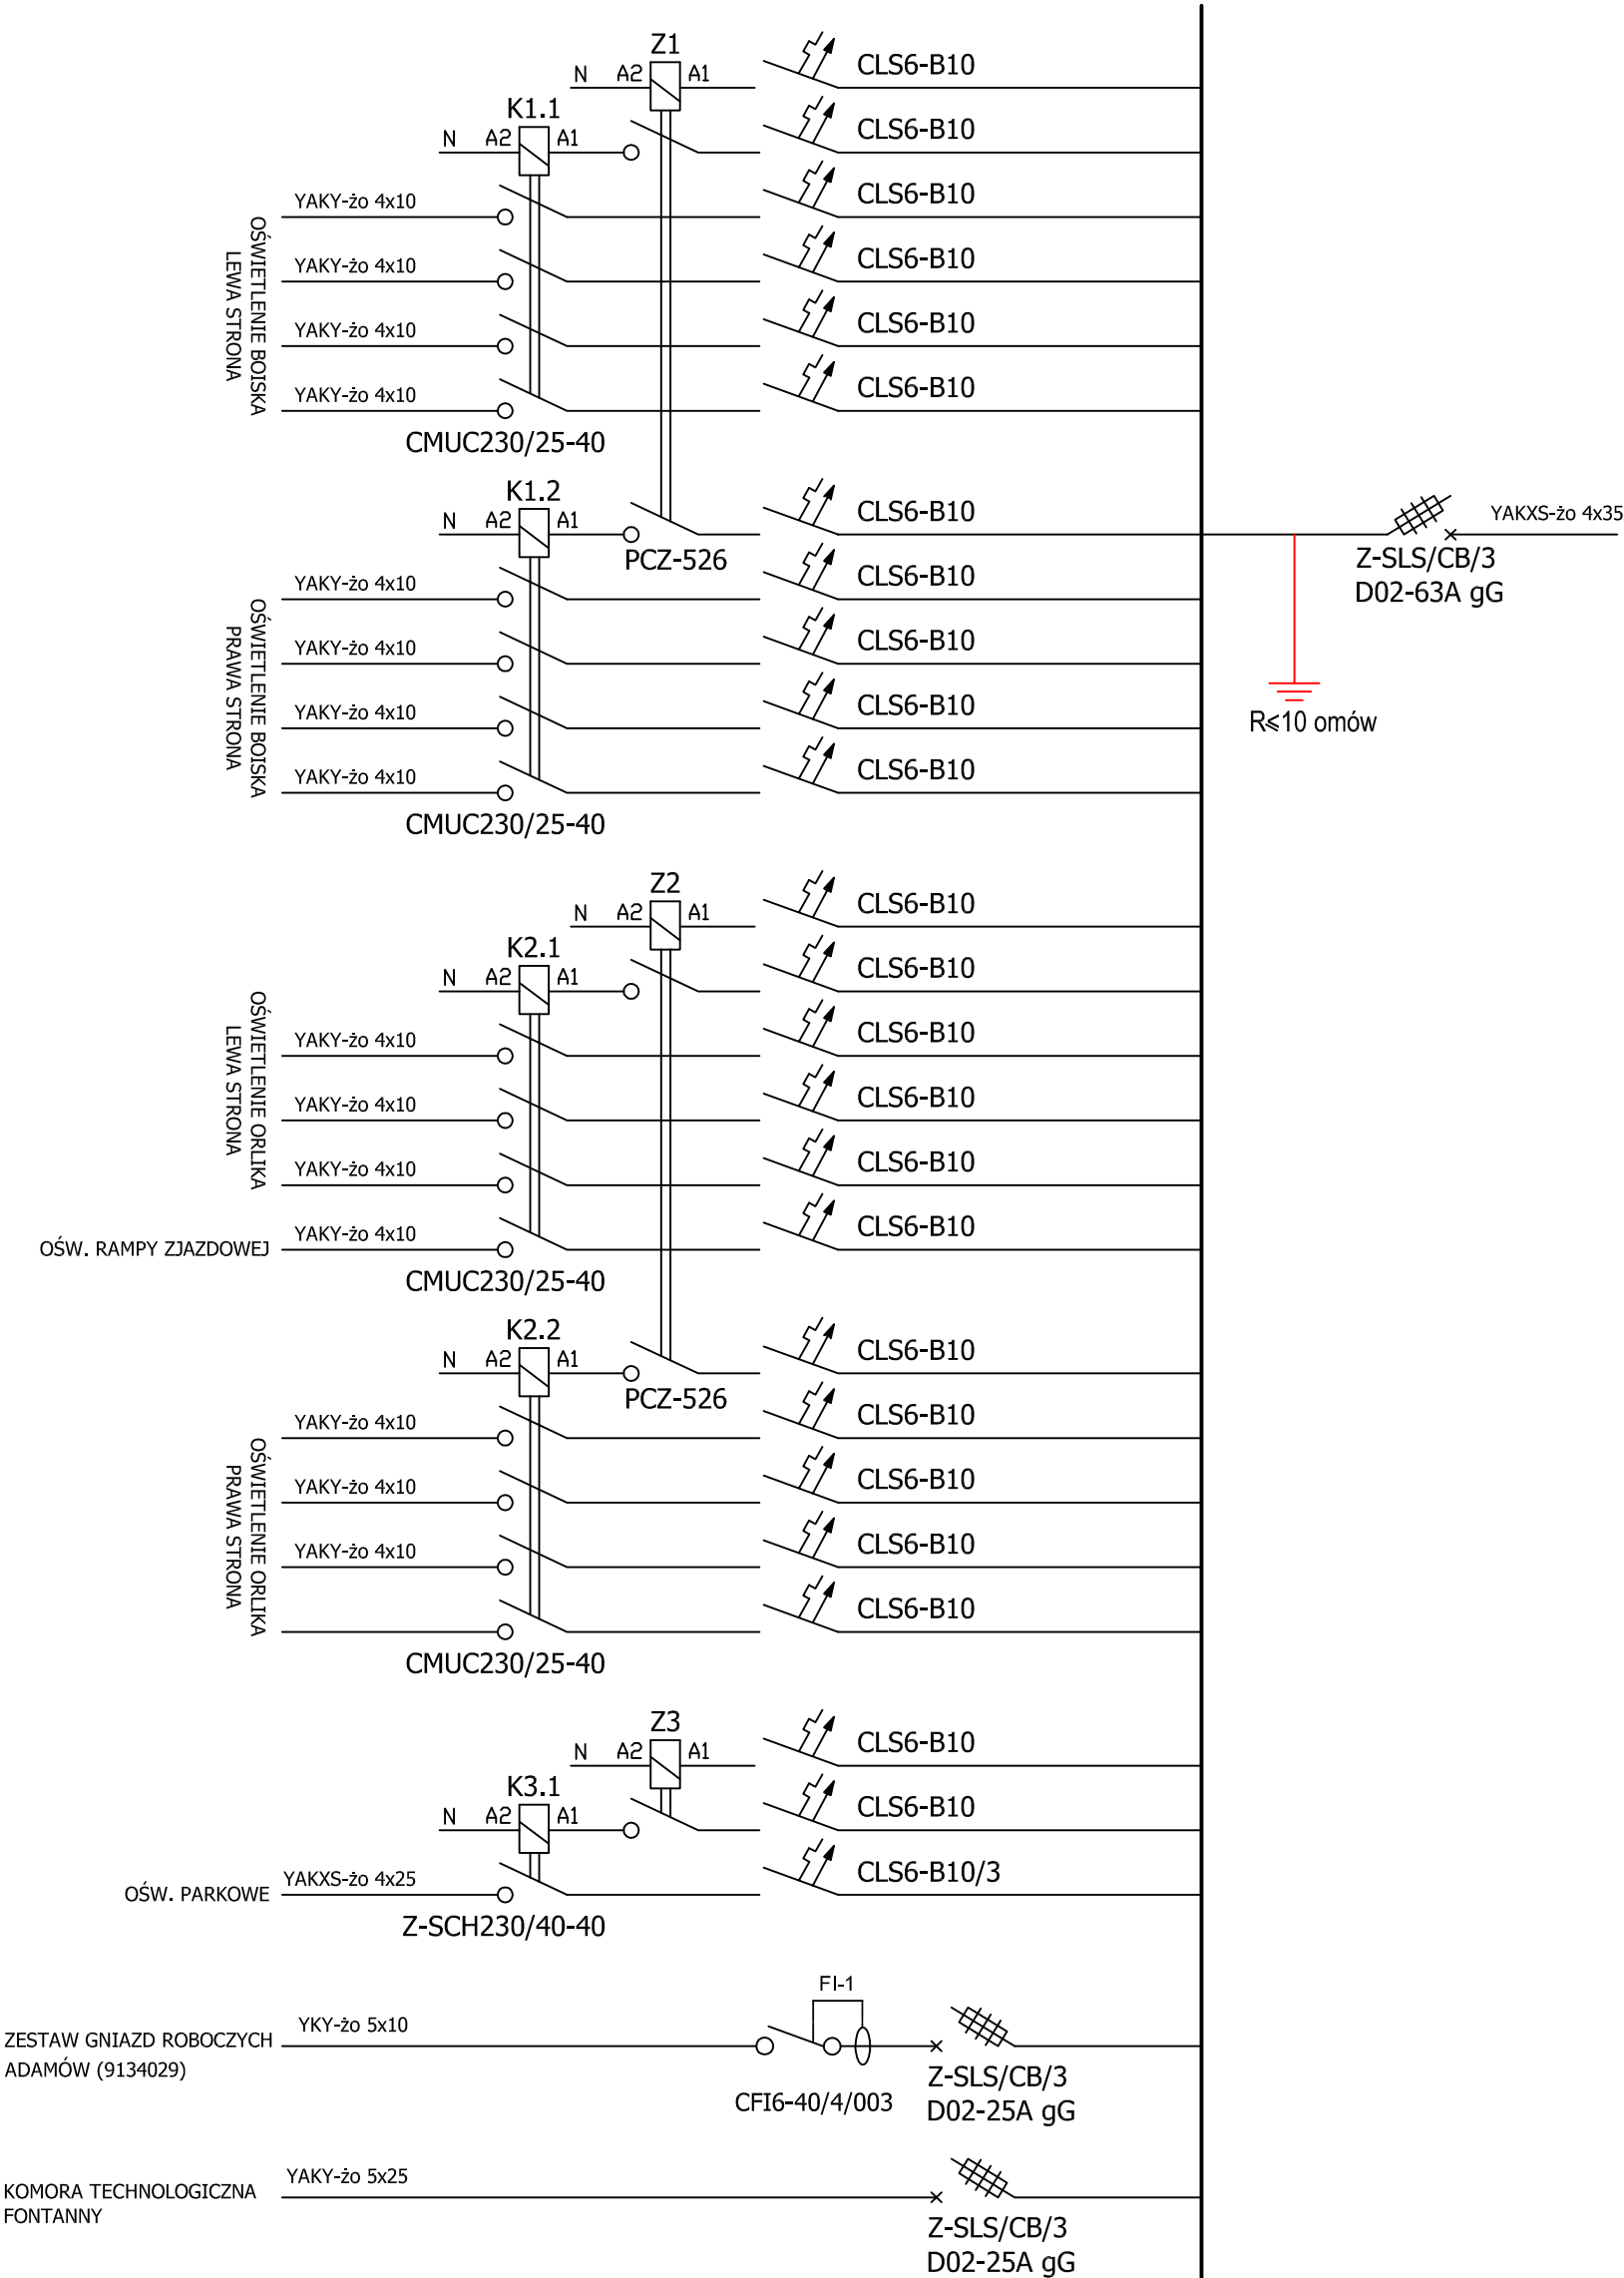 Z1
N A2 A1 CLS6-B10
K1.1
N A2 A1 CLS6-B10
YAKY-żo 4x10 CLS6-B10
YAKY-żo 4x10 CLS6-B10
YAKY-żo 4x10 CLS6-B10
YAKY-żo 4x10 CLS6-B10
OŚWIETLENIE BOISKA
LEWA STRONA
CMUC230/25-40
K1.2
N A2 A1 CLS6-B10
PCZ-526
YAKXS-żo 4x35
Z-SLS/CB/3
D02-63A gG
YAKY-żo 4x10 CLS6-B10
YAKY-żo 4x10 CLS6-B10
YAKY-żo 4x10 CLS6-B10
YAKY-żo 4x10 CLS6-B10
OŚWIETLENIE BOISKA
PRAWA STRONA
R≤10 omów
CMUC230/25-40
Z2
N A2 A1 CLS6-B10
K2.1
N A2 A1 CLS6-B10
YAKY-żo 4x10 CLS6-B10
YAKY-żo 4x10 CLS6-B10
YAKY-żo 4x10 CLS6-B10
OŚWIETLENIE ORLIKA
LEWA STRONA
OŚW. RAMPY ZJAZDOWEJ YAKY-żo 4x10 CLS6-B10
CMUC230/25-40
K2.2
N A2 A1 CLS6-B10
PCZ-526
YAKY-żo 4x10 CLS6-B10
YAKY-żo 4x10 CLS6-B10
YAKY-żo 4x10 CLS6-B10
CLS6-B10
OŚWIETLENIE ORLIKA
PRAWA STRONA
CMUC230/25-40
Z3
N A2 A1 CLS6-B10
K3.1
N A2 A1 CLS6-B10
OŚW. PARKOWE YAKXS-żo 4x25 CLS6-B10/3
Z-SCH230/40-40
FI-1
ZESTAW GNIAZD ROBOCZYCH YKY-żo 5x10
ADAMÓW (9134029)
CFI6-40/4/003
Z-SLS/CB/3
D02-25A gG
KOMORA TECHNOLOGICZNA YAKY-żo 5x25
FONTANNY
Z-SLS/CB/3
D02-25A gG